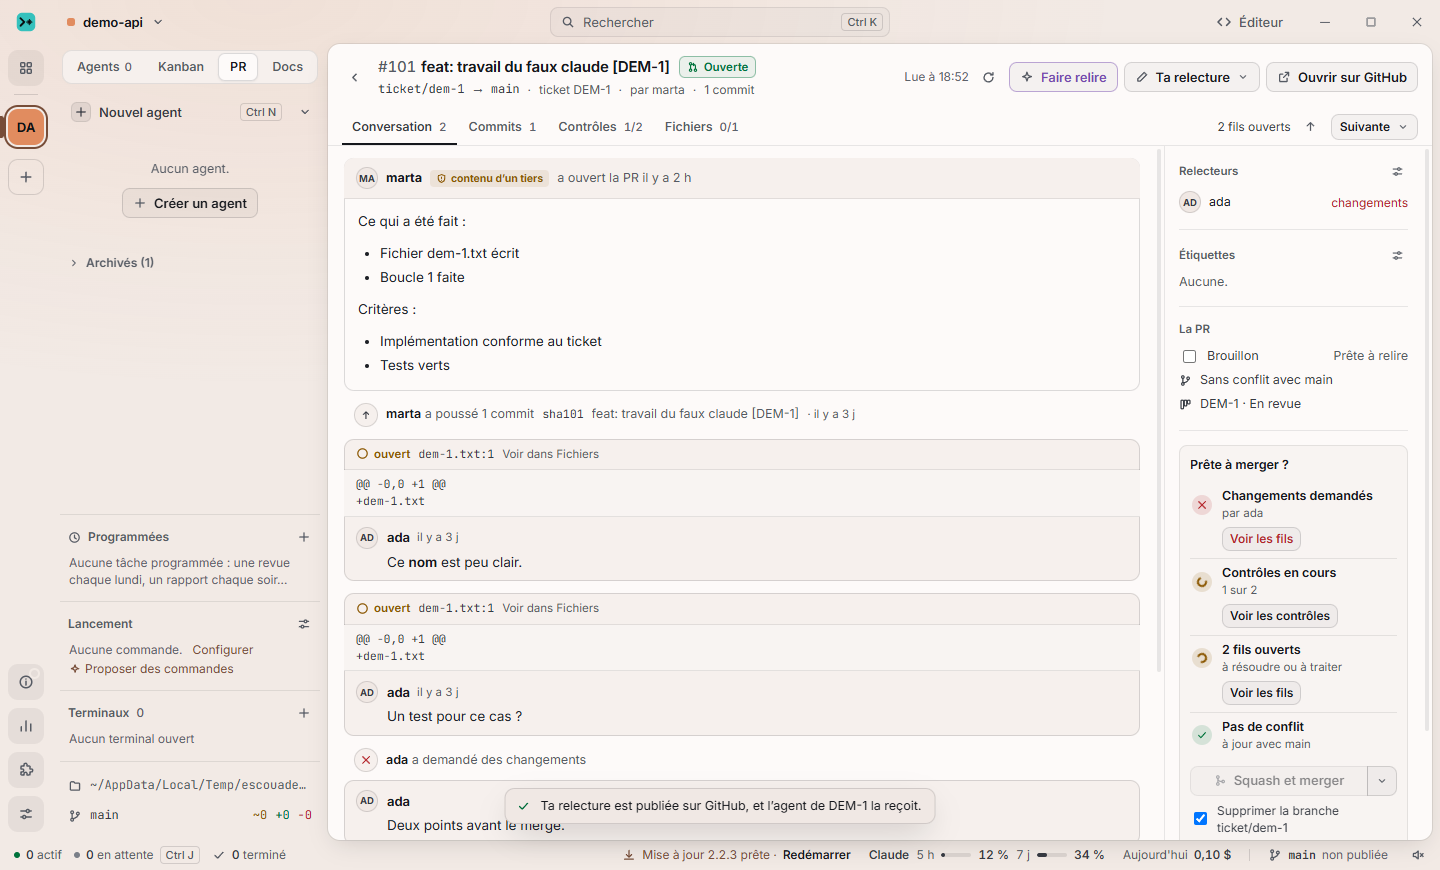 demo-api
Rechercher
Ctrl K
Éditeur
Agents 0
Kanban
PR
Docs
DA
Nouvel agent
Ctrl N
Aucun agent.
Créer un agent
Archivés (1)
Programmées
Aucune tâche programmée : une revue
chaque lundi, un rapport chaque soir...
Lancement
Aucune commande. Configurer
Proposer des commandes
Terminaux 0
Aucun terminal ouvert
~/AppData/Local/Temp/escouade…
main
~0 +0 -0
#101 feat: travail du faux claude [DEM-1]
Ouverte
ticket/dem-1 → main · ticket DEM-1 · par marta · 1 commit
Lue à 18:52
Faire relire
Ta relecture
Ouvrir sur GitHub
Conversation 2
Commits 1
Contrôles 1/2
Fichiers 0/1
2 fils ouverts
Suivante
MA
marta
contenu d'un tiers
a ouvert la PR il y a 2 h
Ce qui a été fait :
• Fichier dem-1.txt écrit
• Boucle 1 faite
Critères :
• Implémentation conforme au ticket
• Tests verts
marta a poussé 1 commit sha101 feat: travail du faux claude [DEM-1] · il y a 3 j
ouvert dem-1.txt:1 Voir dans Fichiers
@@ -0,0 +1 @@
+dem-1.txt
AD
ada il y a 3 j
Ce nom est peu clair.
ouvert dem-1.txt:1 Voir dans Fichiers
@@ -0,0 +1 @@
+dem-1.txt
AD
ada il y a 3 j
Un test pour ce cas ?
ada a demandé des changements
AD
ada
Deux points avant le merge.
Ta relecture est publiée sur GitHub, et l'agent de DEM-1 la reçoit.
Relecteurs
AD
ada
changements
Étiquettes
Aucune.
La PR
Brouillon
Prête à relire
Sans conflit avec main
DEM-1 · En revue
Prête à merger ?
Changements demandés
par ada
Voir les fils
Contrôles en cours
1 sur 2
Voir les contrôles
2 fils ouverts
à résoudre ou à traiter
Voir les fils
Pas de conflit
à jour avec main
Squash et merger
Supprimer la branche
ticket/dem-1
0 actif
0 en attente
Ctrl J
0 terminé
Mise à jour 2.2.3 prête · Redémarrer
Claude 5 h 12 % 7 j 34 %
Aujourd'hui 0,10 $
main non publiée